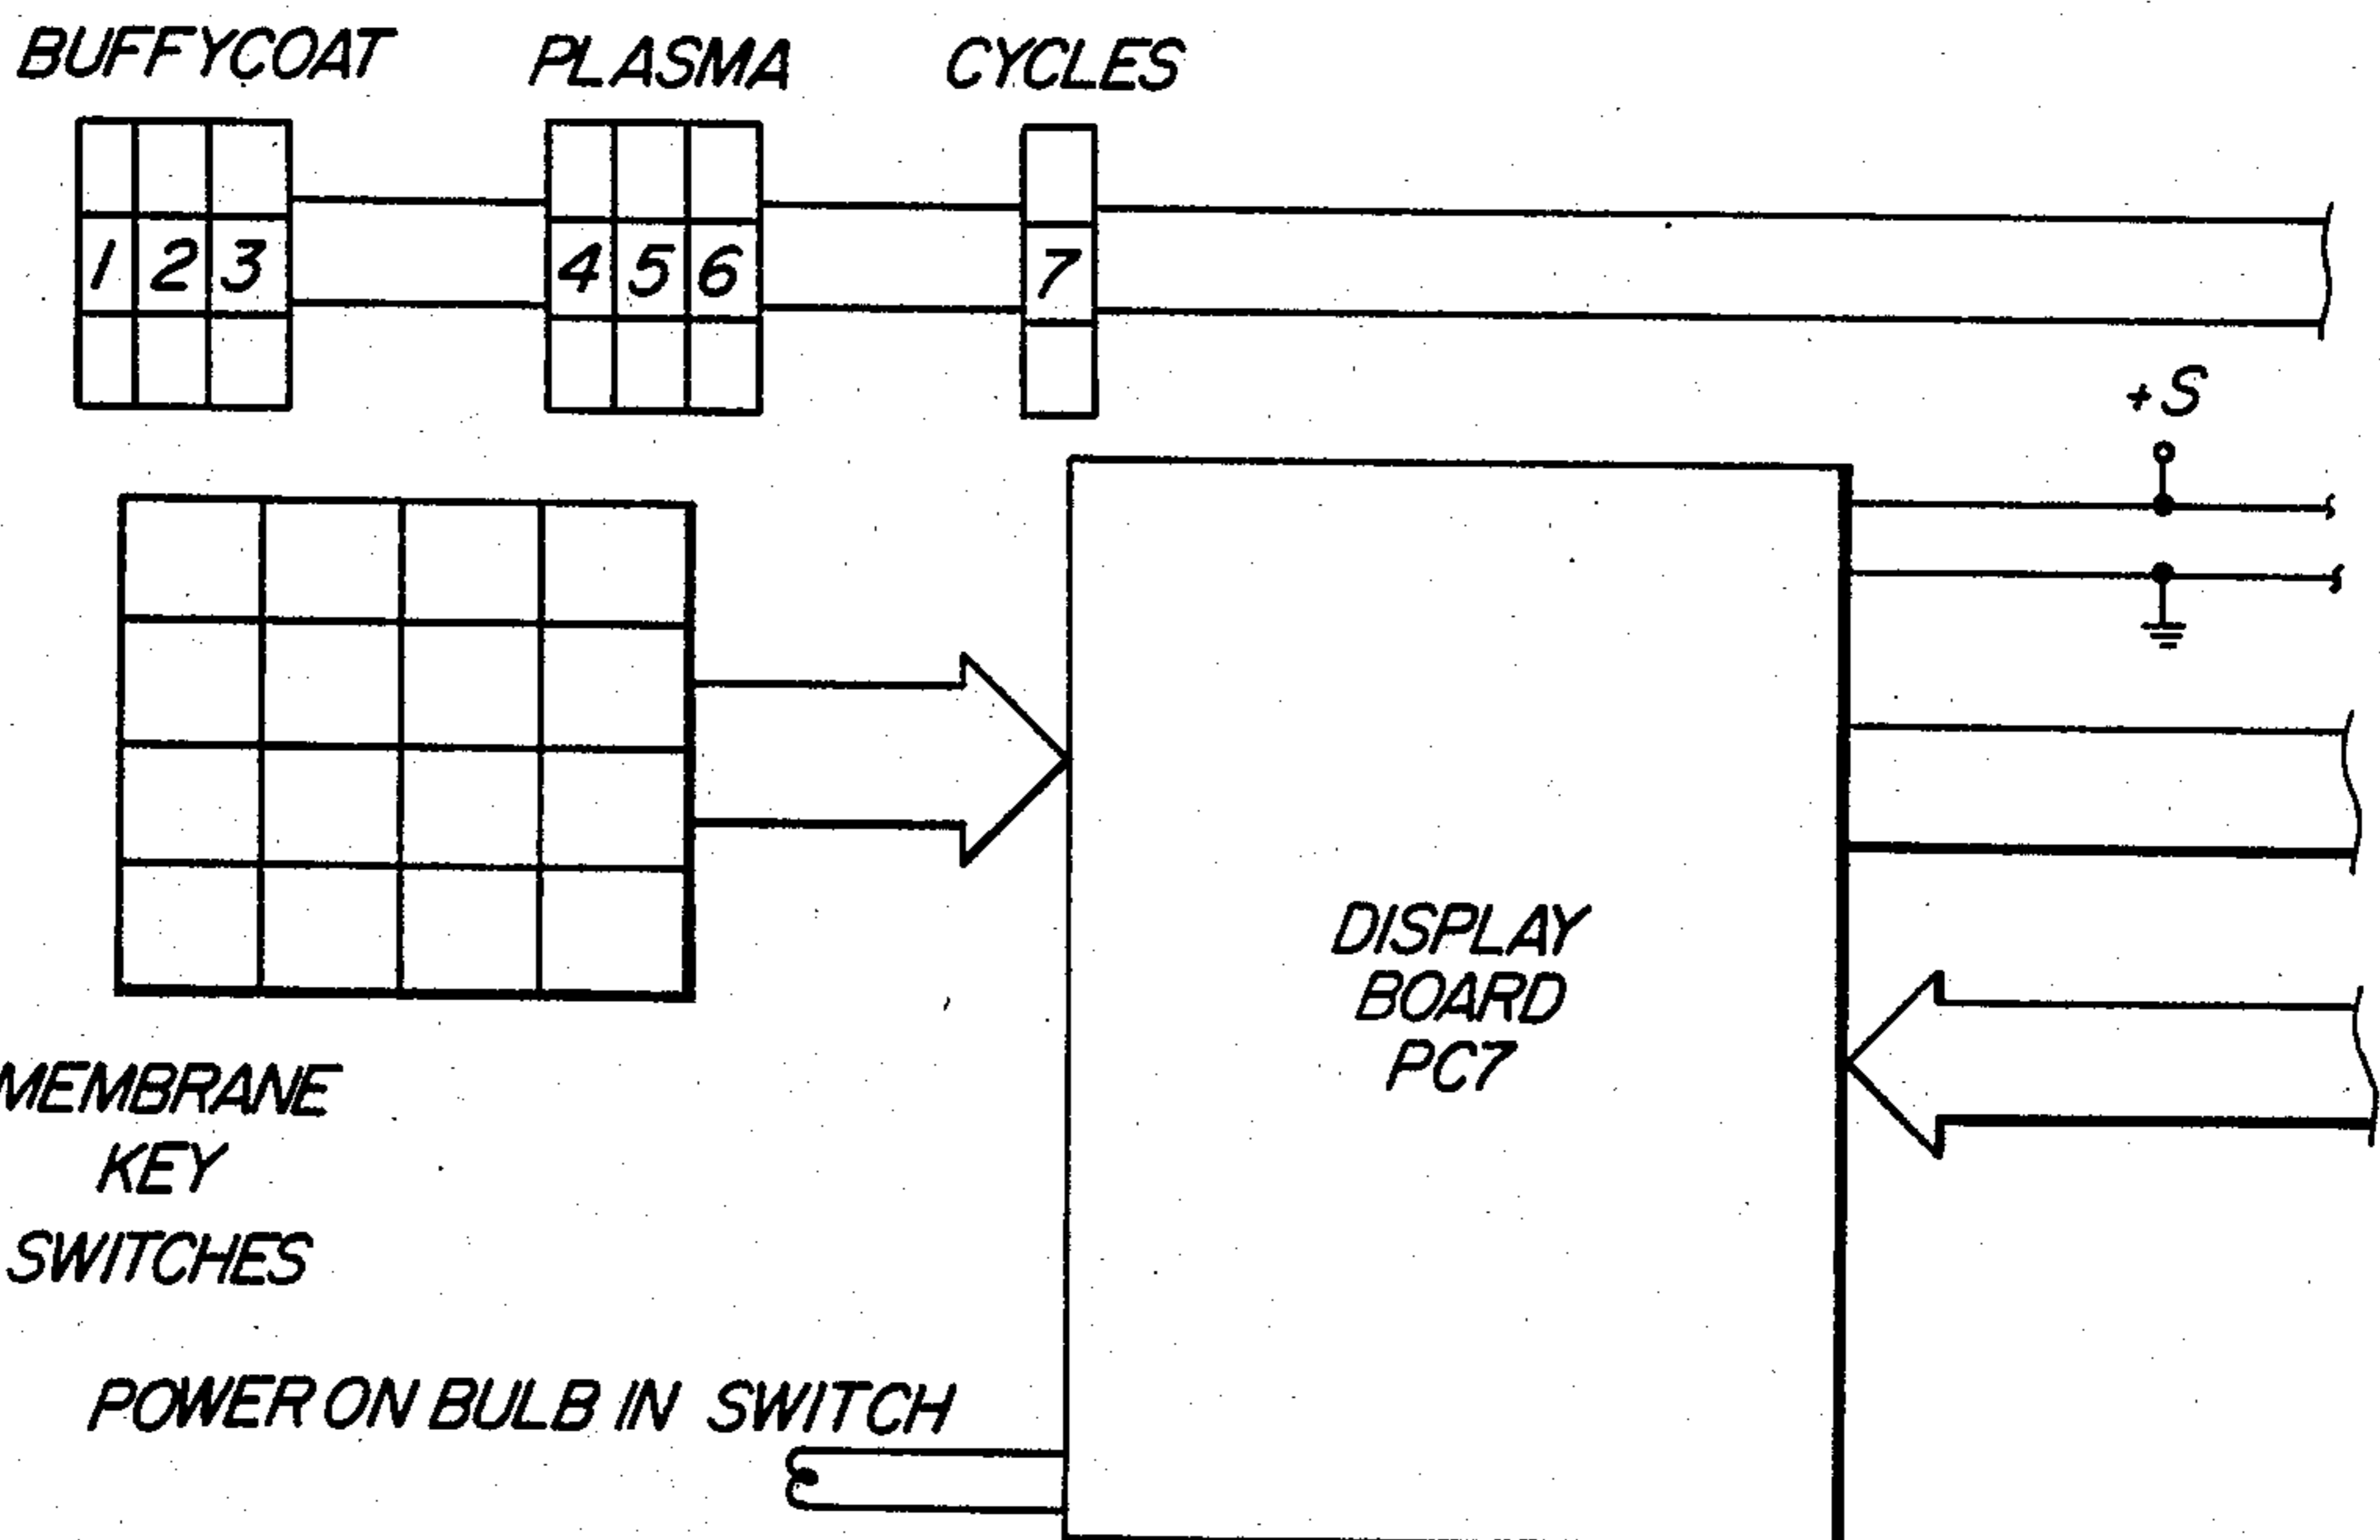 BUFFYCOAT PLASMA CYCLES
1 2 3 4 5 6 7
+S
DISPLAY
BOARD
PC7
MEMBRANE
KEY
SWITCHES
POWER ON BULB IN SWITCH